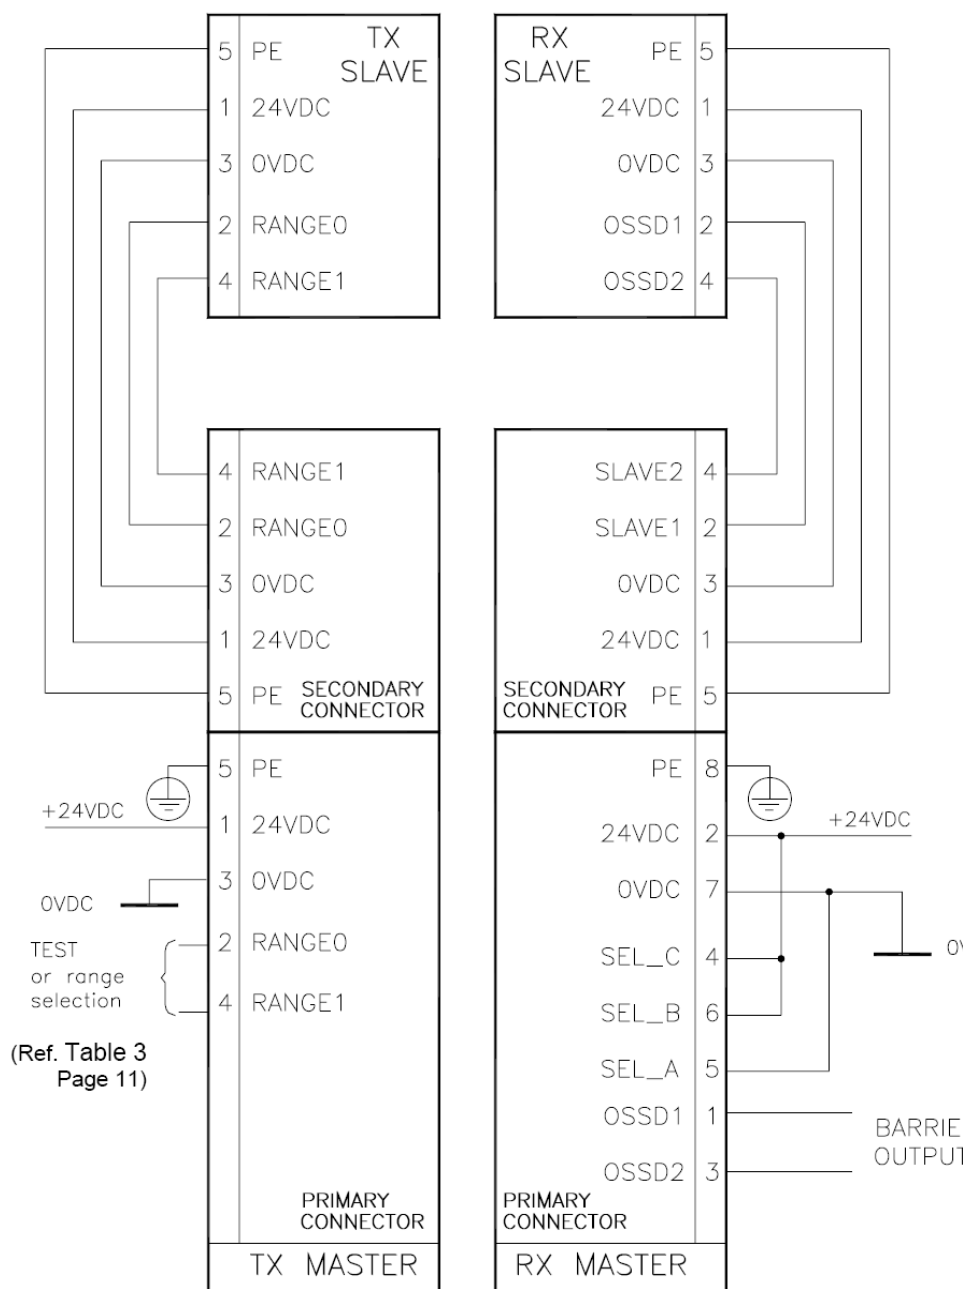 TX
SLAVE
5 PE
1 24VDC
3 0VDC
2 RANGE0
4 RANGE1
RX
SLAVE
PE 5
24VDC 1
0VDC 3
OSSD1 2
OSSD2 4
4 RANGE1
2 RANGE0
3 0VDC
1 24VDC
5 PE
SECONDARY
CONNECTOR
SLAVE2 4
SLAVE1 2
0VDC 3
24VDC 1
PE 5
SECONDARY
CONNECTOR
5 PE
+24VDC
1 24VDC
3 0VDC
0VDC
2 RANGE0
4 RANGE1
TEST
or range
selection
(Ref. Table 3
Page 11)
PRIMARY
CONNECTOR
TX MASTER
PE 8
24VDC 2
+24VDC
0VDC 7
0V
SEL_C 4
SEL_B 6
SEL_A 5
OSSD1 1
OSSD2 3
BARRIE
OUTPUT
PRIMARY
CONNECTOR
RX MASTER